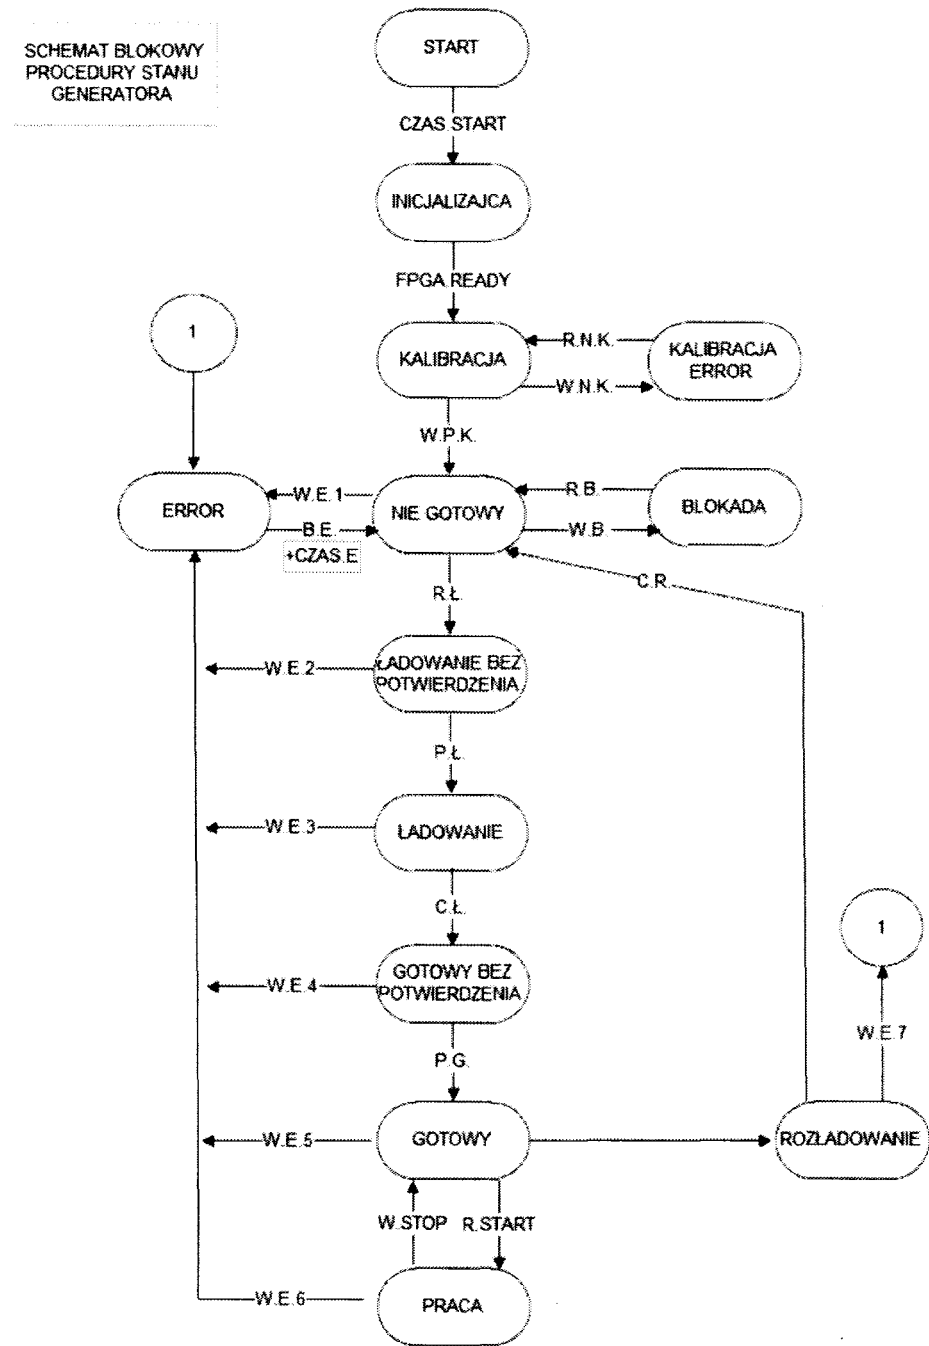 SCHEMAT BLOKOWY
PROCEDURY STANU
GENERATORA
START
CZAS.START
INICJALIZAJCA
FPGA.READY
1
KALIBRACJA
R.N.K.
W.N.K.
KALIBRACJA
ERROR
W.P.K.
ERROR
W.E.1
B.E.
+CZAS.E
NIE GOTOWY
R.B.
W.B.
BLOKADA
C.R.
R.Ł.
W.E.2
ŁADOWANIE BEZ
POTWIERDZENIA
P.Ł.
W.E.3
ŁADOWANIE
C.Ł.
W.E.4
GOTOWY BEZ
POTWIERDZENIA
1
P.G.
W.E.7
W.E.5
GOTOWY
ROZŁADOWANIE
W.STOP
R.START
W.E.6
PRACA